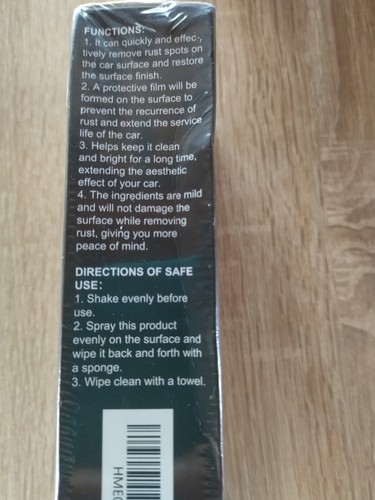 FUNCTIONS:
1. It can quickly and effec-
tively remove rust spots on
the car surface and restore
the surface finish.
2. A protective film will be
formed on the surface to
prevent the recurrence of
rust and extend the service
life of the car.
3. Helps keep it clean
and bright for a long time,
extending the aesthetic
effect of your car.
4. The ingredients are mild
and will not damage the
surface while removing
rust, giving you more
peace of mind.
DIRECTIONS OF SAFE
USE:
1. Shake evenly before
use.
2. Spray this product
evenly on the surface and
wipe it back and forth with
a sponge.
3. Wipe clean with a towel.